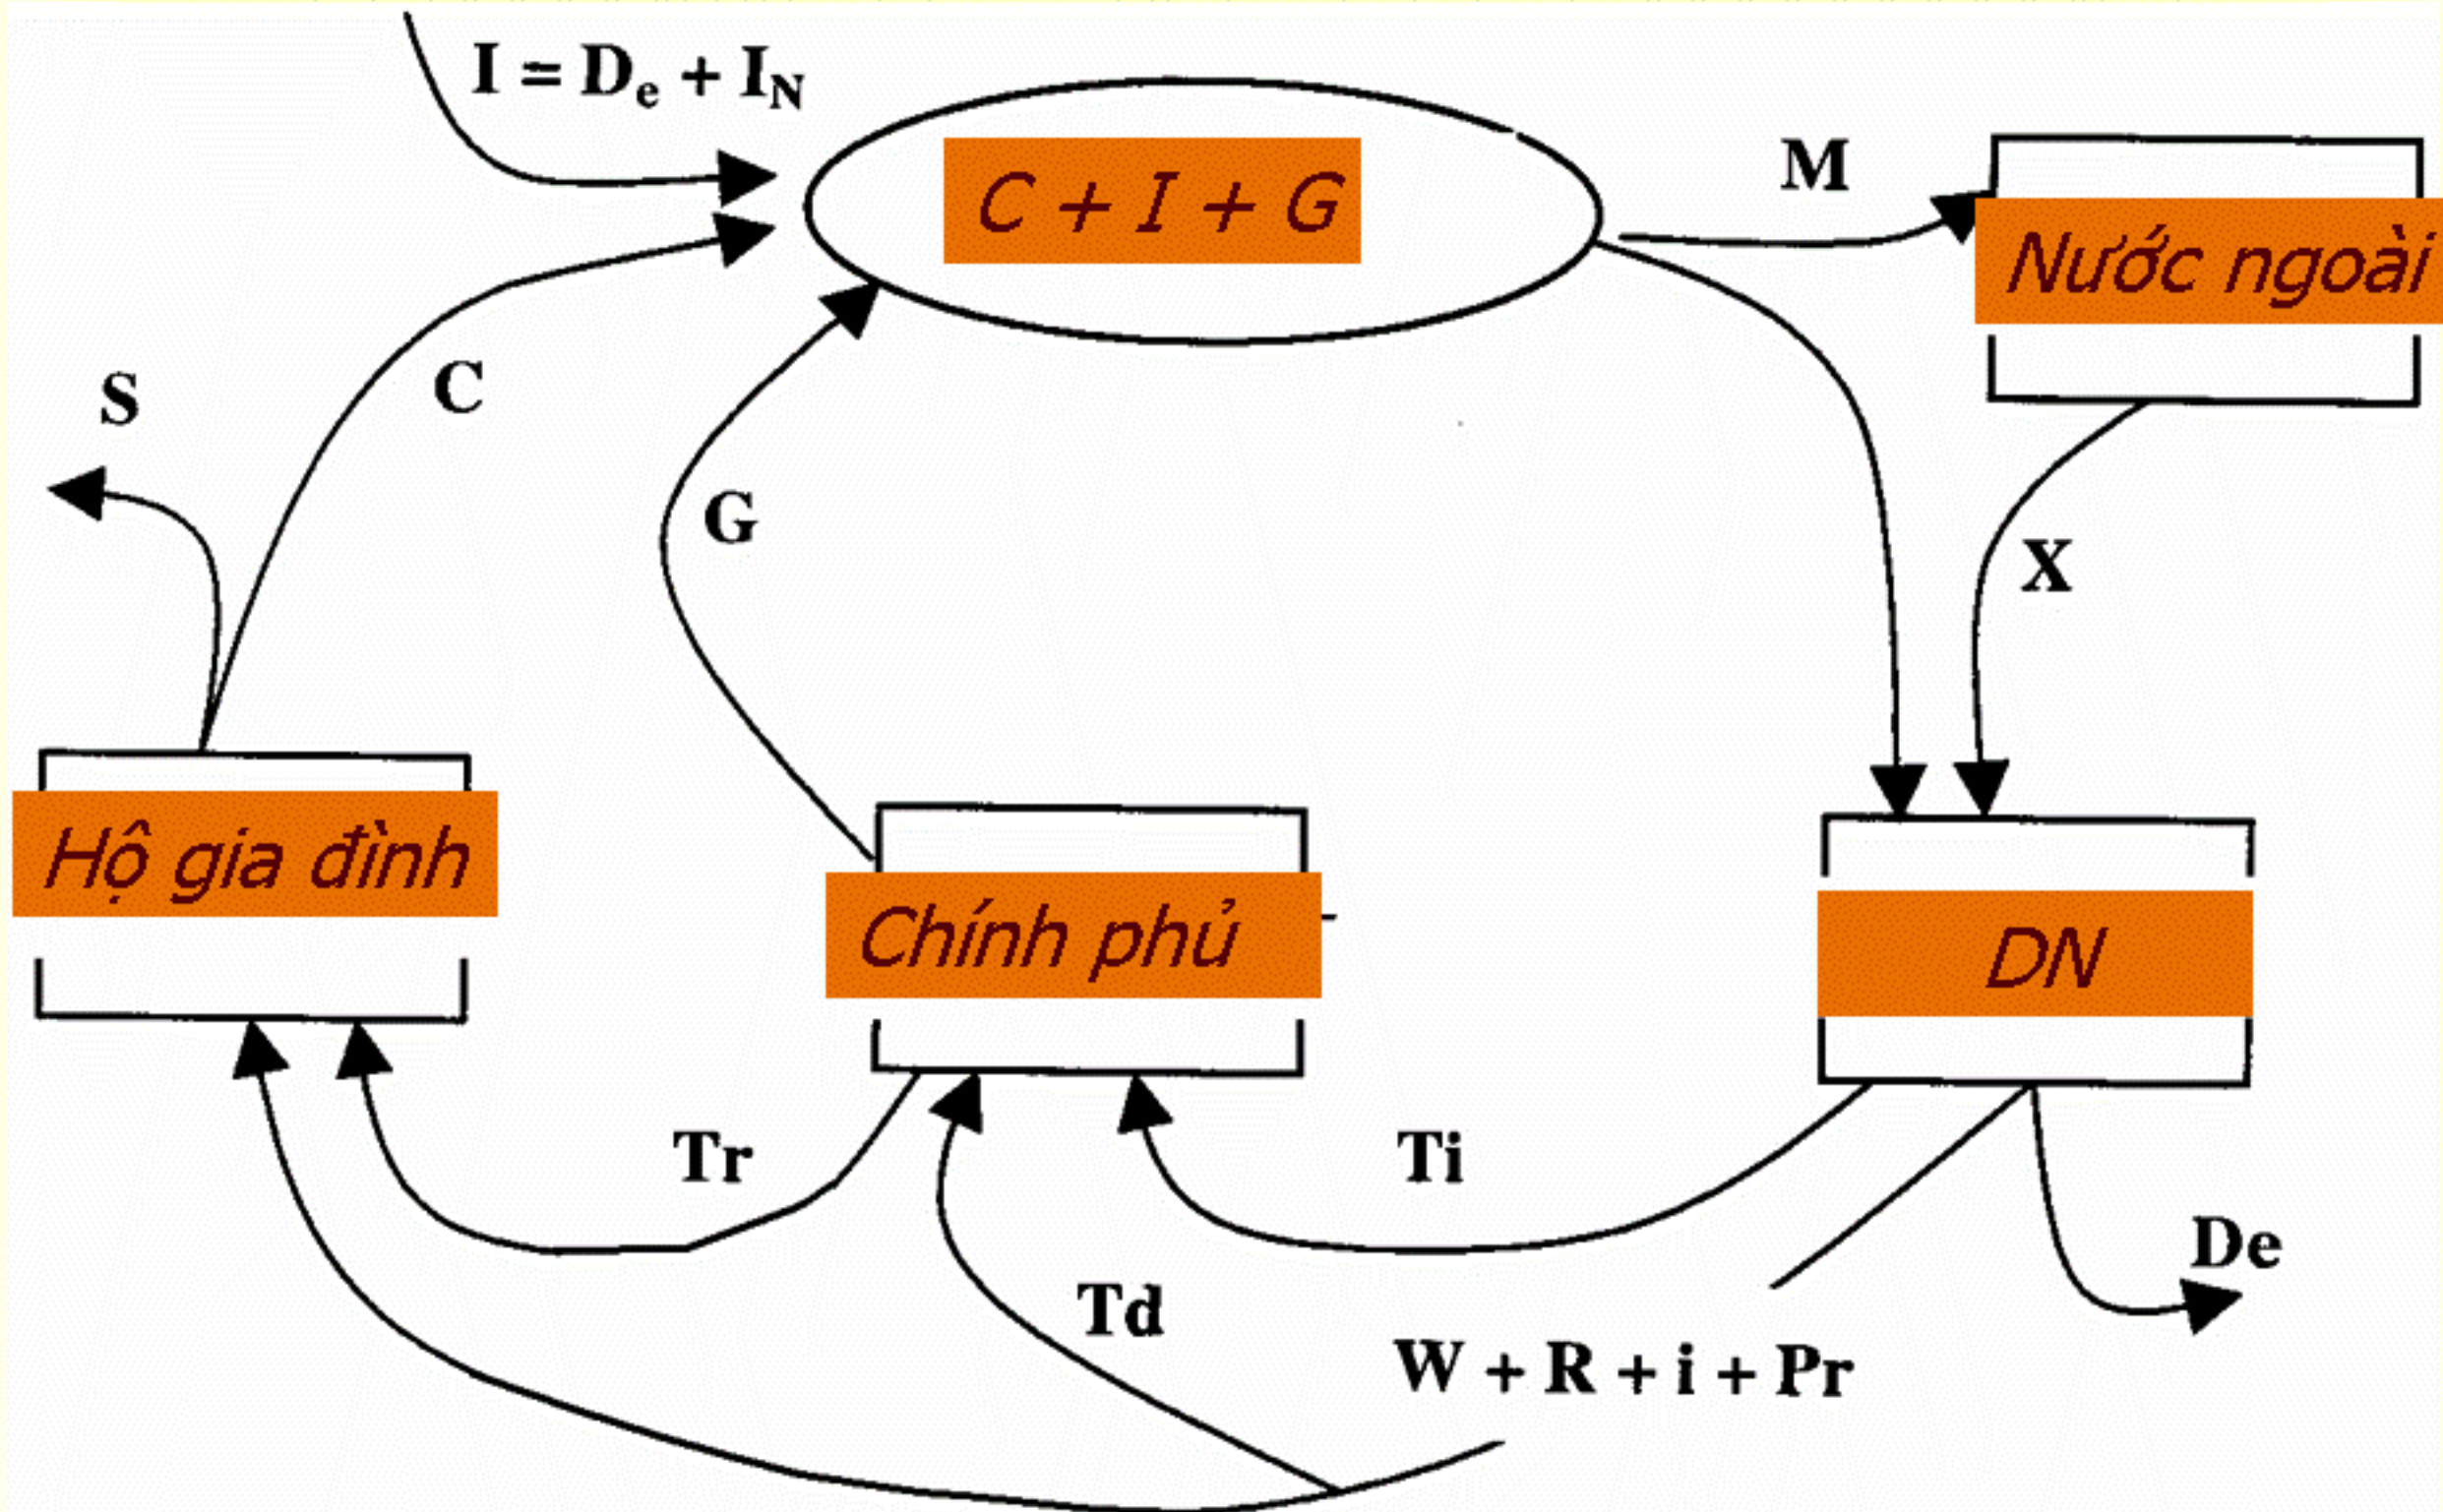 I = De + IN
C + I + G
M
Nước ngoài
S
C
G
X
Hộ gia đình
Chính phủ
DN
Tr
Ti
De
Td
W + R + i + Pr